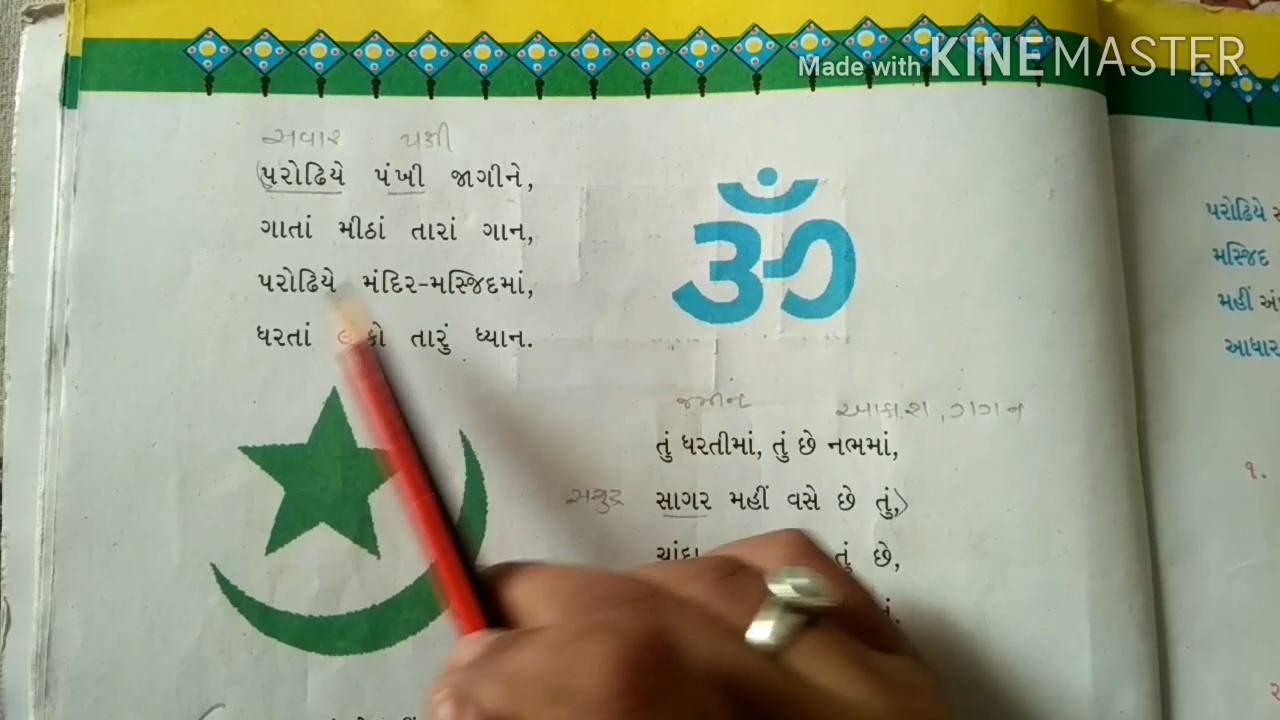 Made with KINEMASTER
સવાર પક્ષી
પરોઢિયે પંખી જાગીને,
ગાતાં મીઠાં તારાં ગાન,
પરોઢિયે મંદિર-મસ્જિદમાં,
ધરતાં લોકો તારું ધ્યાન.
ૐ
જમીન આકાશ, ગગન
તું ધરતીમાં, તું છે નભમાં,
સમુદ્ર સાગર મહીં વસે છે તું,
તું છે,
પરોઢિયે
મસ્જિદ
મહીં
આધાર
૧.